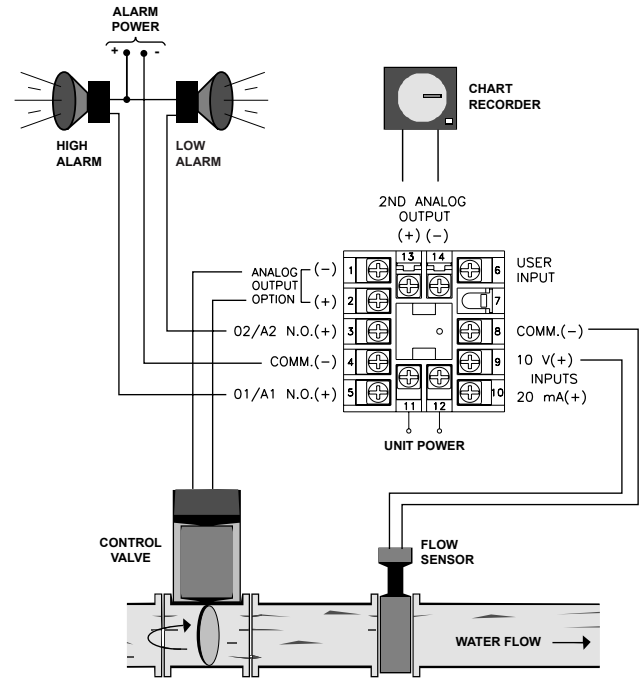 ALARM
POWER
+ -
HIGH
ALARM
LOW
ALARM
CHART
RECORDER
2ND ANALOG
OUTPUT
(+) (-)
ANALOG
OUTPUT
OPTION
(-)
(+)
O2/A2 N.O.(+)
COMM.(-)
O1/A1 N.O.(+)
1
2
3
4
5
13 14
6
7
8
9
10
11 12
USER
INPUT
COMM.(-)
10 V(+)
INPUTS
20 mA(+)
UNIT POWER
CONTROL
VALVE
FLOW
SENSOR
WATER FLOW